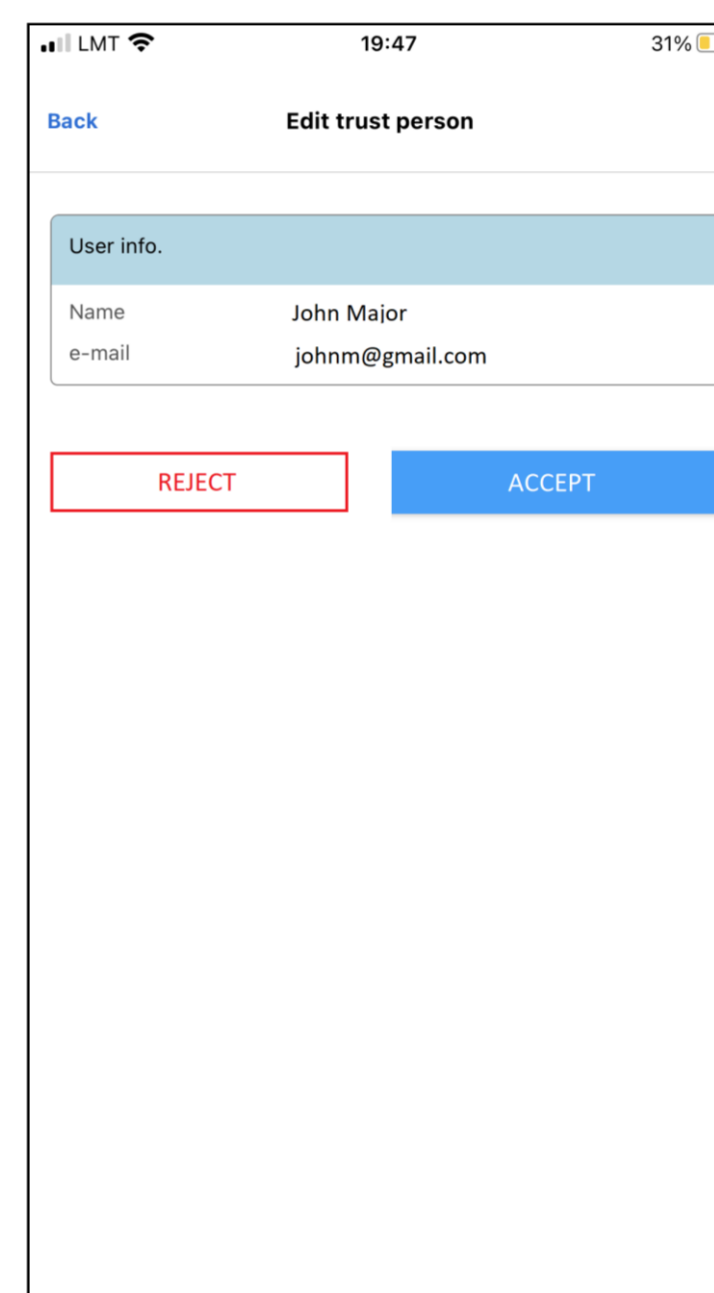 LMT 19:47 31%
Back Edit trust person
User info.
Name John Major
e-mail johnm@gmail.com
REJECT ACCEPT